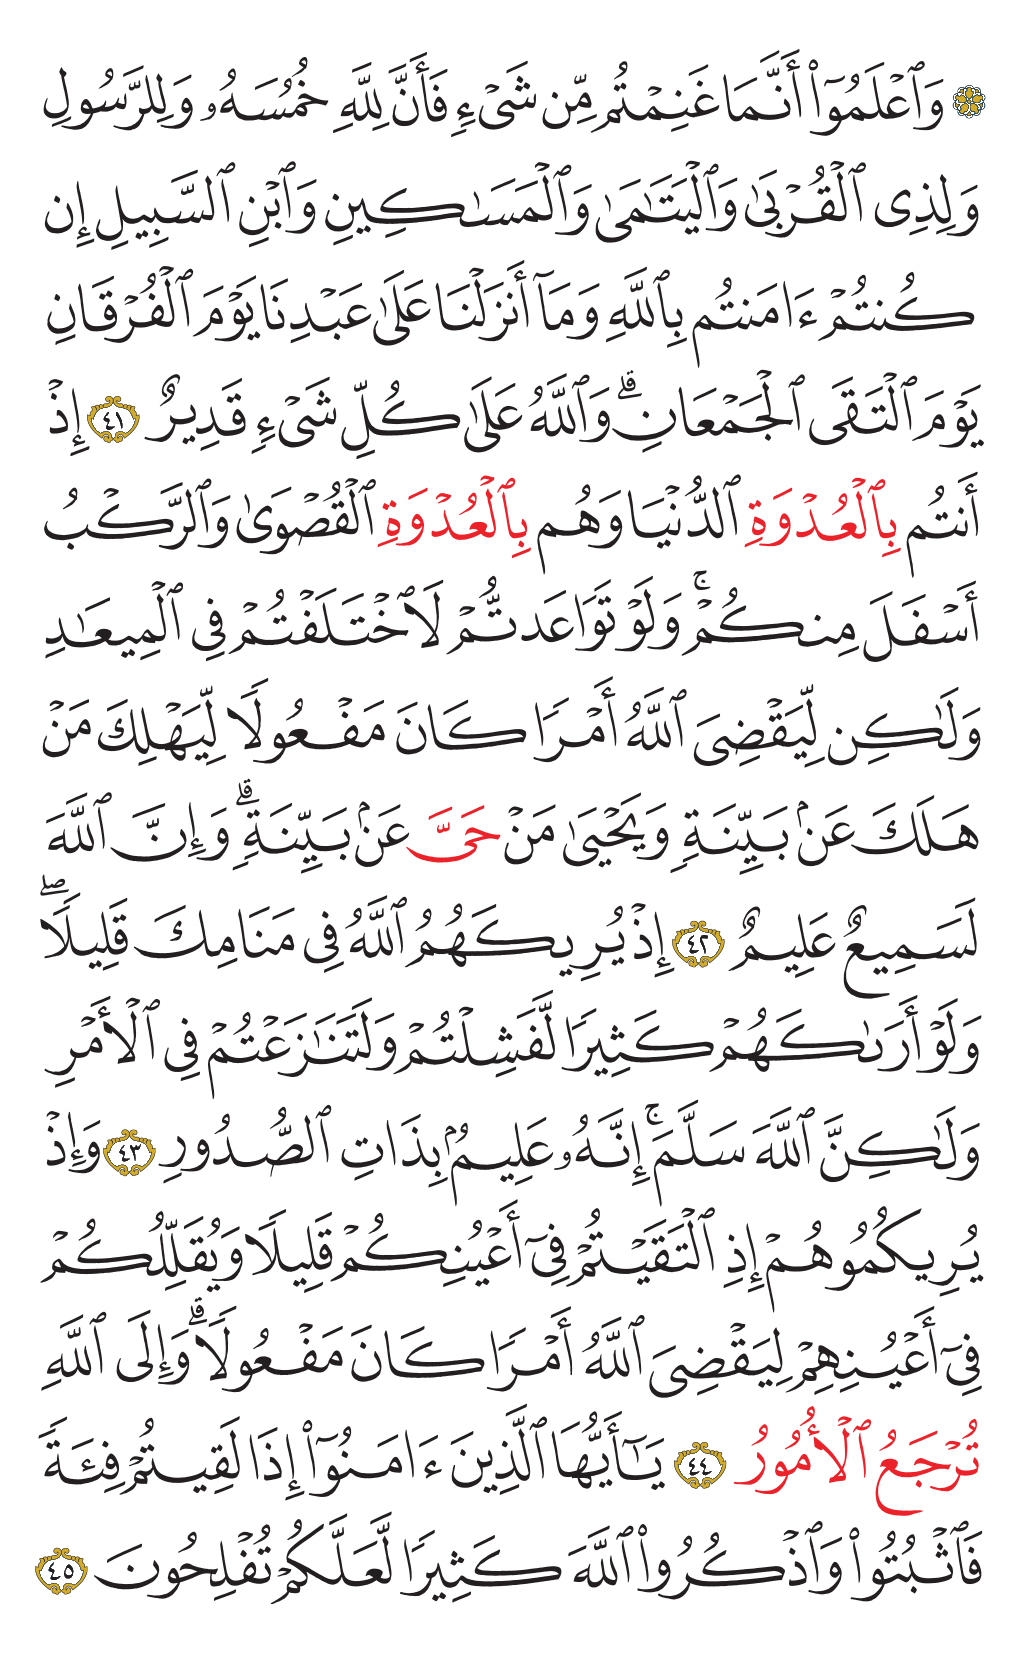 ۞ وَٱعۡلَمُوٓاْ أَنَّمَا غَنِمۡتُم مِّن شَيۡءٖ فَأَنَّ لِلَّهِ خُمُسَهُۥ وَلِلرَّسُولِ
وَلِذِي ٱلۡقُرۡبَىٰ وَٱلۡيَتَٰمَىٰ وَٱلۡمَسَٰكِينِ وَٱبۡنِ ٱلسَّبِيلِ إِن
كُنتُمۡ ءَامَنتُم بِٱللَّهِ وَمَآ أَنزَلۡنَا عَلَىٰ عَبۡدِنَا يَوۡمَ ٱلۡفُرۡقَانِ
يَوۡمَ ٱلۡتَقَى ٱلۡجَمۡعَانِۗ وَٱللَّهُ عَلَىٰ كُلِّ شَيۡءٖ قَدِيرٌ ٤١ إِذۡ
أَنتُم بِٱلۡعُدۡوَةِ ٱلدُّنۡيَا وَهُم بِٱلۡعُدۡوَةِ ٱلۡقُصۡوَىٰ وَٱلرَّكۡبُ
أَسۡفَلَ مِنكُمۡۚ وَلَوۡ تَوَاعَدتُّمۡ لَٱخۡتَلَفۡتُمۡ فِي ٱلۡمِيعَٰدِ
وَلَٰكِن لِّيَقۡضِيَ ٱللَّهُ أَمۡرٗا كَانَ مَفۡعُولٗا لِّيَهۡلِكَ مَنۡ
هَلَكَ عَنۢ بَيِّنَةٖ وَيَحۡيَىٰ مَنۡ حَيَّ عَنۢ بَيِّنَةٖۗ وَإِنَّ ٱللَّهَ
لَسَمِيعٌ عَلِيمٌ ٤٢ إِذۡ يُرِيكَهُمُ ٱللَّهُ فِي مَنَامِكَ قَلِيلٗاۖ
وَلَوۡ أَرَىٰكَهُمۡ كَثِيرٗا لَّفَشِلۡتُمۡ وَلَتَنَٰزَعۡتُمۡ فِي ٱلۡأَمۡرِ
وَلَٰكِنَّ ٱللَّهَ سَلَّمَۚ إِنَّهُۥ عَلِيمُۢ بِذَاتِ ٱلصُّدُورِ ٤٣ وَإِذۡ
يُرِيكُمُوهُمۡ إِذِ ٱلۡتَقَيۡتُمۡ فِيٓ أَعۡيُنِكُمۡ قَلِيلٗا وَيُقَلِّلُكُمۡ
فِيٓ أَعۡيُنِهِمۡ لِيَقۡضِيَ ٱللَّهُ أَمۡرٗا كَانَ مَفۡعُولٗاۗ وَإِلَى ٱللَّهِ
تُرۡجَعُ ٱلۡأُمُورُ ٤٤ يَٰٓأَيُّهَا ٱلَّذِينَ ءَامَنُوٓاْ إِذَا لَقِيتُمۡ فِئَةٗ
فَٱثۡبُتُواْ وَٱذۡكُرُواْ ٱللَّهَ كَثِيرٗا لَّعَلَّكُمۡ تُفۡلِحُونَ ٤٥